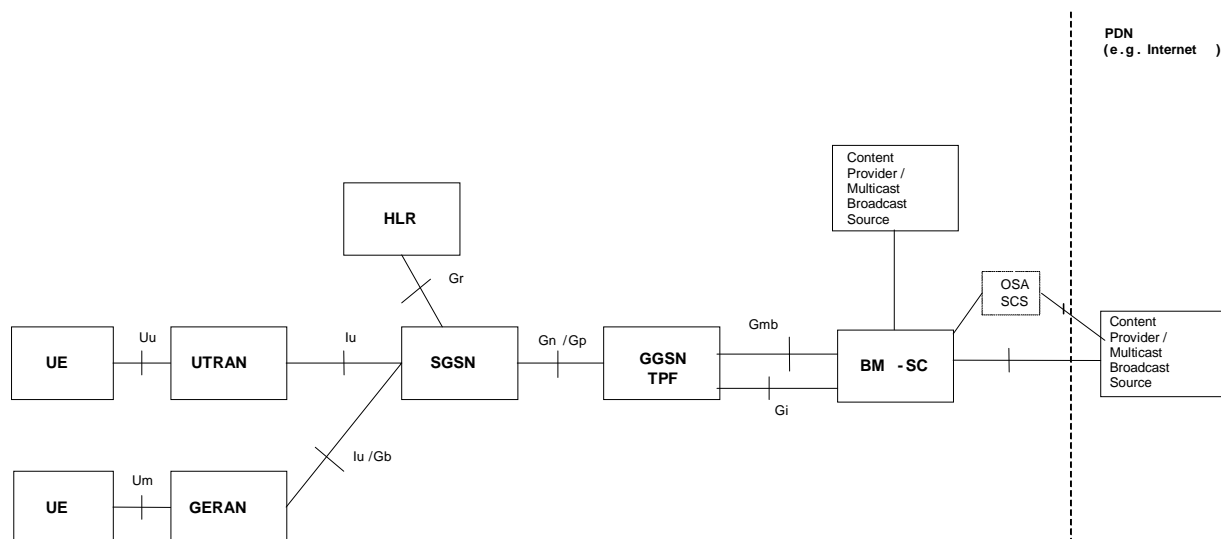 PDN
(e.g. Internet )
Content
Provider /
Multicast
Broadcast
Source
HLR
Gr
OSA
SCS
Uu
Iu
Gn /Gp
Gmb
UE
UTRAN
SGSN
GGSN
TPF
BM -SC
Content
Provider /
Multicast
Broadcast
Source
Gi
Iu /Gb
Um
UE
GERAN